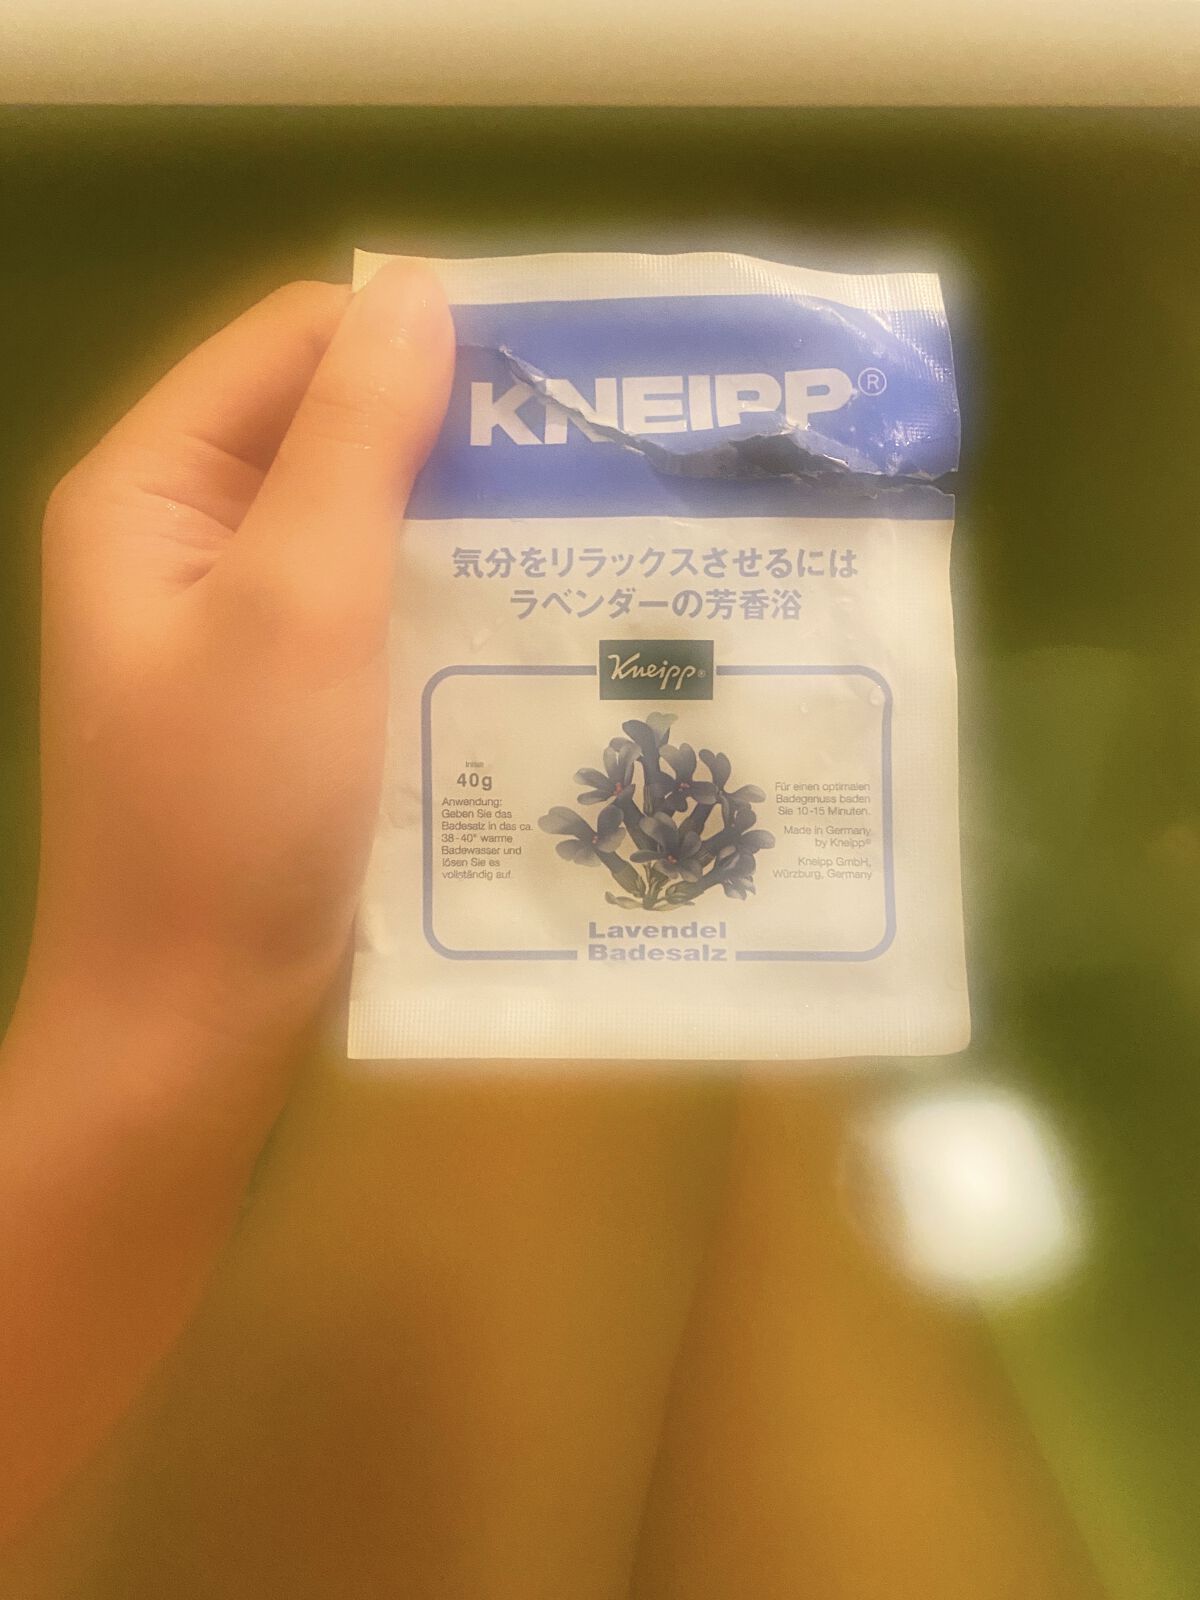 KNEIPP®
気分をリラックスさせるには
ラベンダーの芳香浴
Kneipp®
Inhalt
40g
Anwendung:
Geben Sie das
Badesalz in das ca.
38-40° warme
Badewasser und
lösen Sie es
vollständig auf.
Für einen optimalen
Badegenuss baden
Sie 10-15 Minuten.
Made in Germany
by Kneipp®
Kneipp GmbH,
Würzburg, Germany
Lavendel
Badesalz